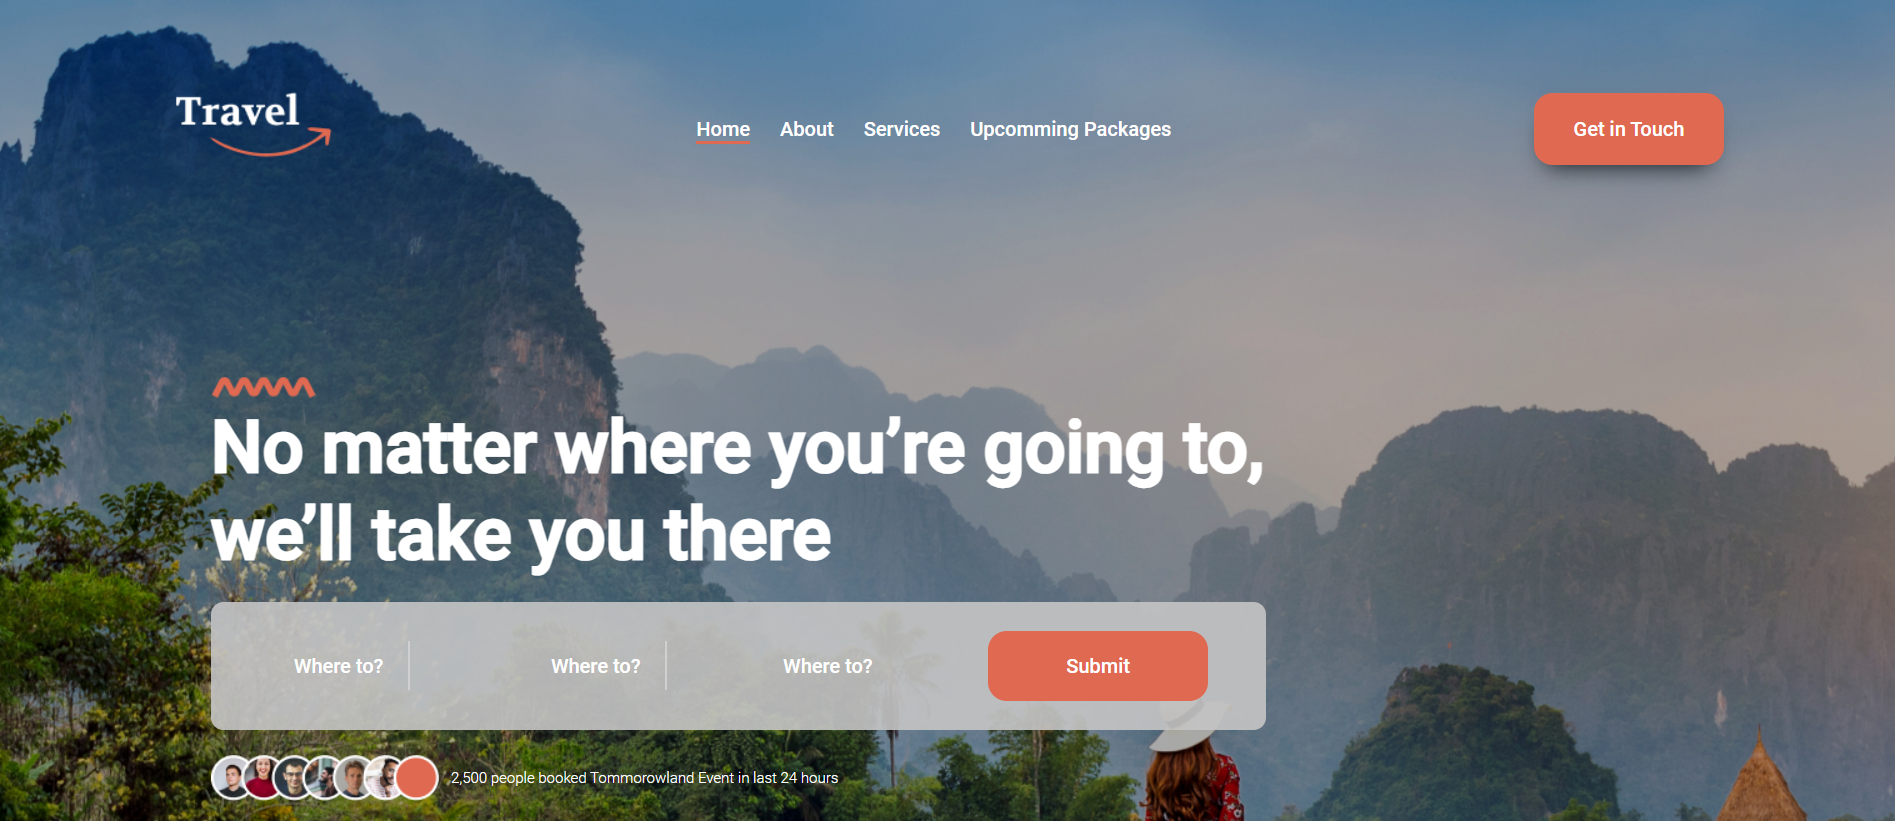 Travel
Home About Services Upcomming Packages
Get in Touch
No matter where you’re going to,
we’ll take you there
Where to? Where to? Where to? Submit
2,500 people booked Tommorowland Event in last 24 hours